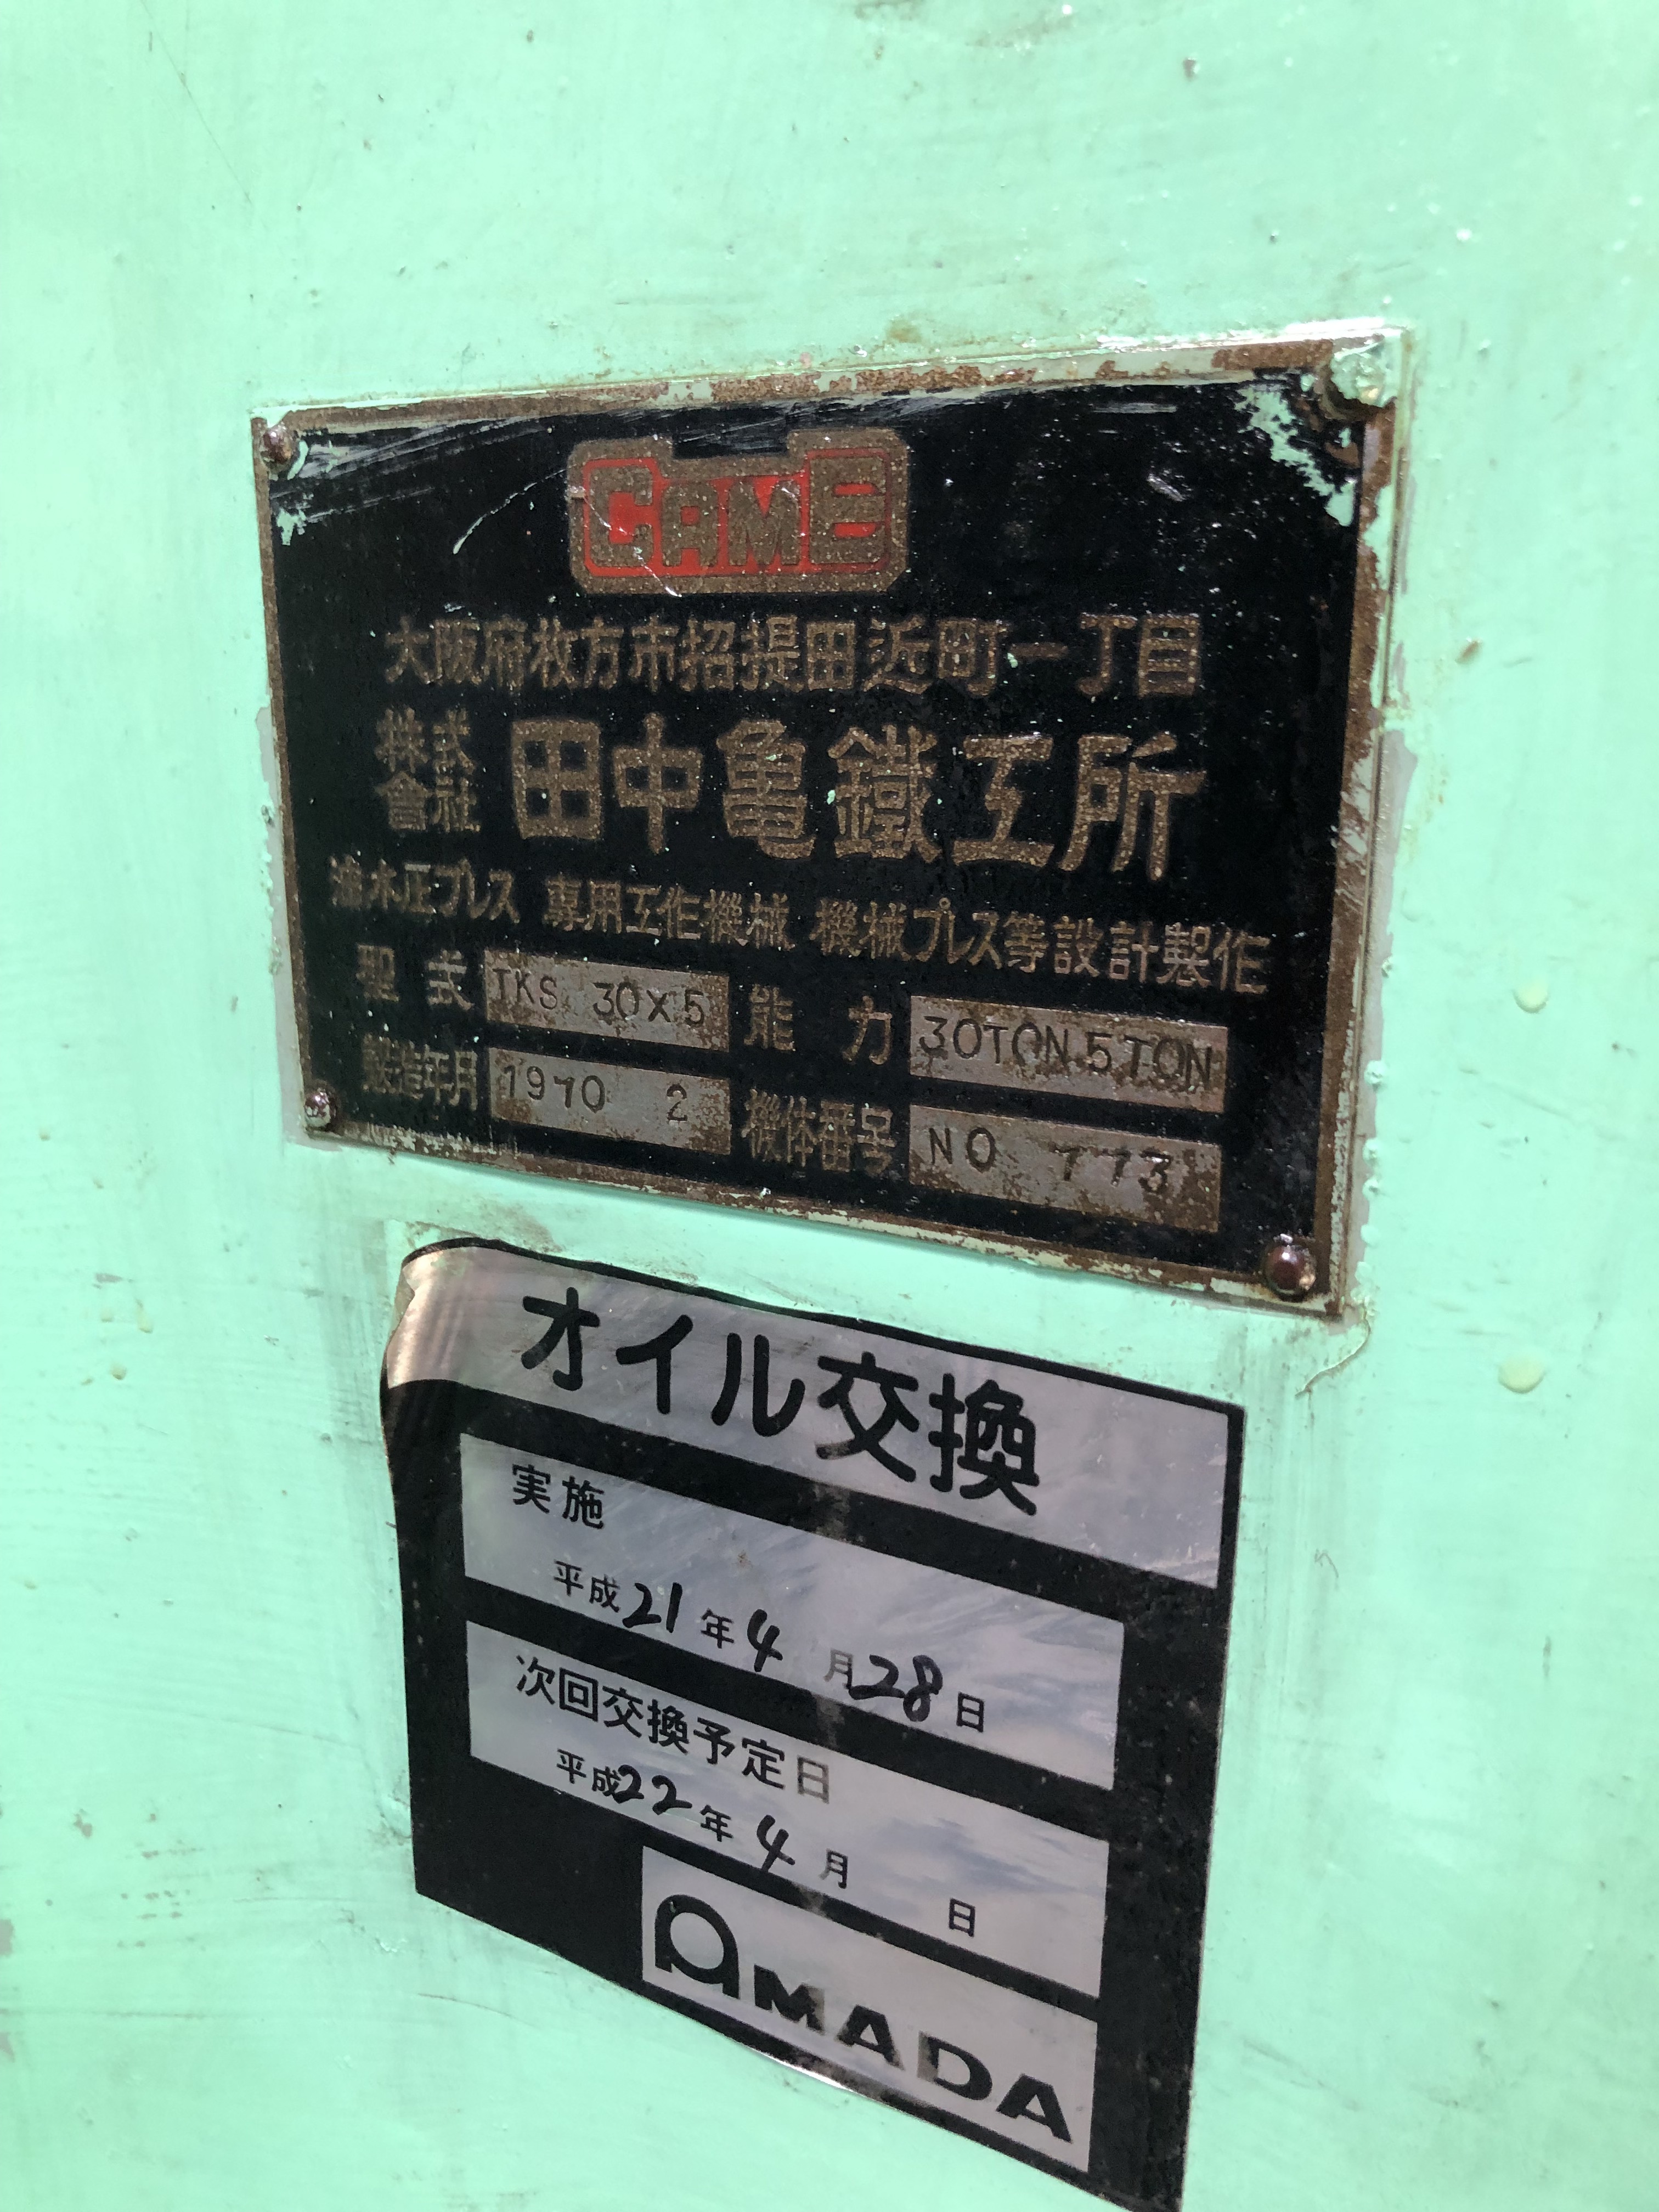 CAME
大阪府枚方市招提田近町一丁目
株式會社 田中亀鐵工所
油水圧プレス 専用工作機械 機械プレス等設計製作
型式 TKS 30×5 能力 30TON.5TON
製造年月 1970 2 機体番号 NO 773
オイル交換
実施
平成21年4月28日
次回交換予定日
平成22年4月 日
AMADA